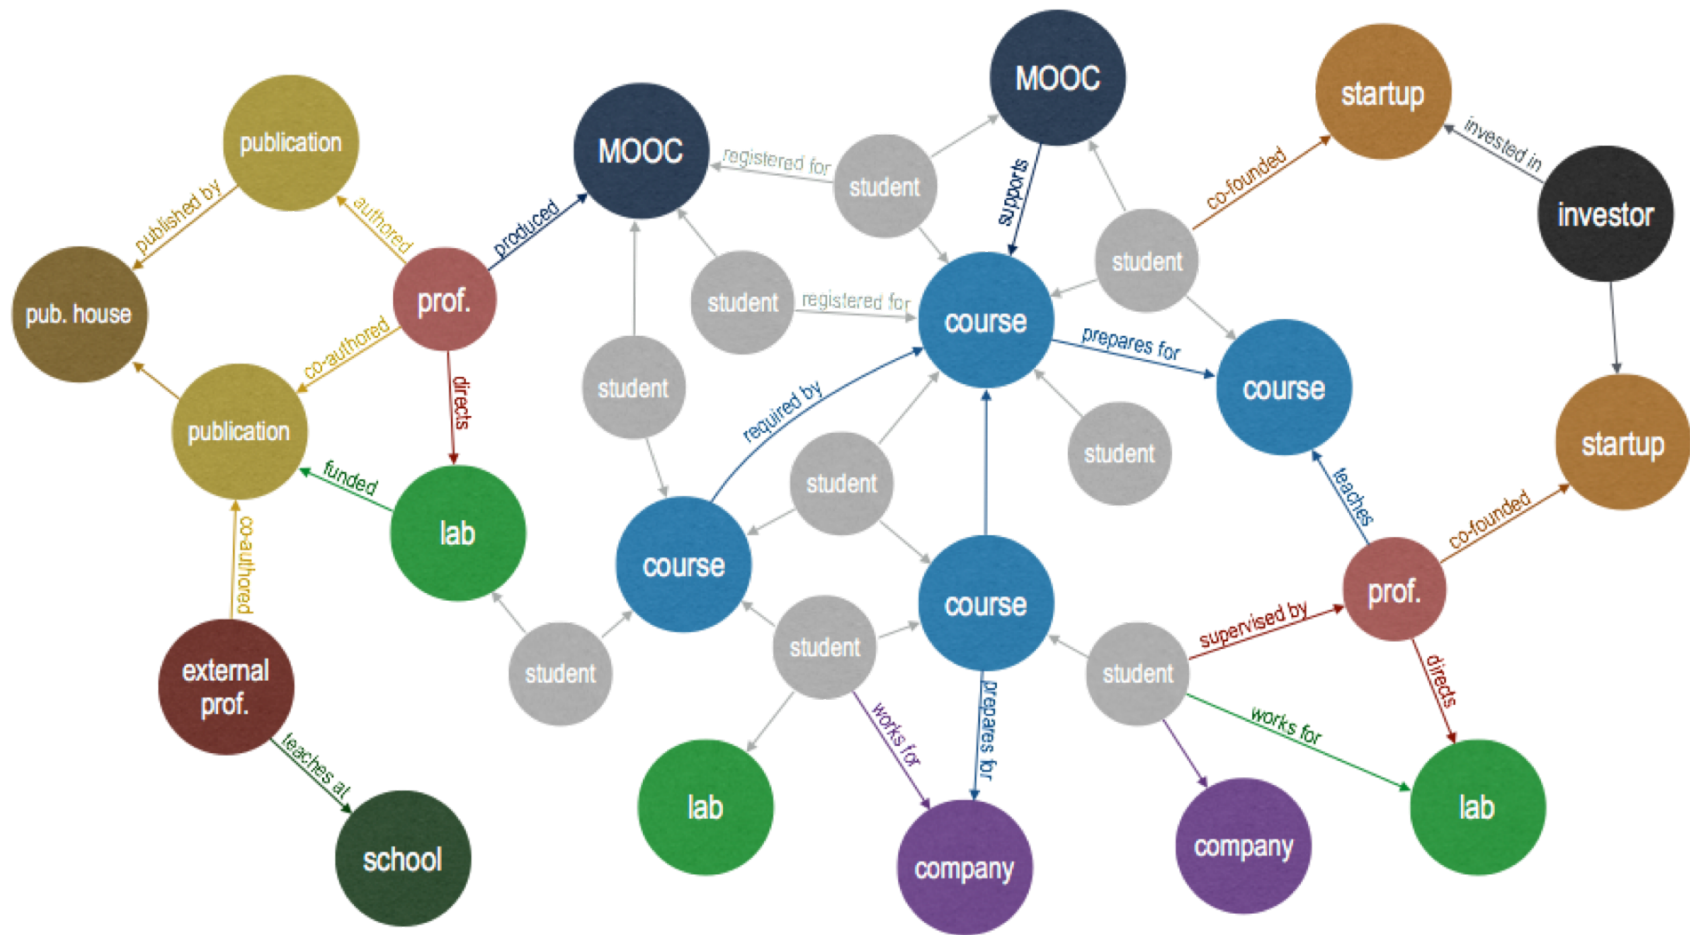 MOOC
startup
publication
MOOC
invested in
registered for
student
co-founded
published by
authored
produced
supports
investor
student
pub. house
prof.
student
registered for
course
prepares for
co-authored
directs
student
required by
course
publication
student
student
startup
funded
lab
teaches
co-founded
co-authored
course
course
prof.
supervised by
external
prof.
student
student
student
directs
works for
prepares for
works for
teaches at
lab
lab
school
company
company